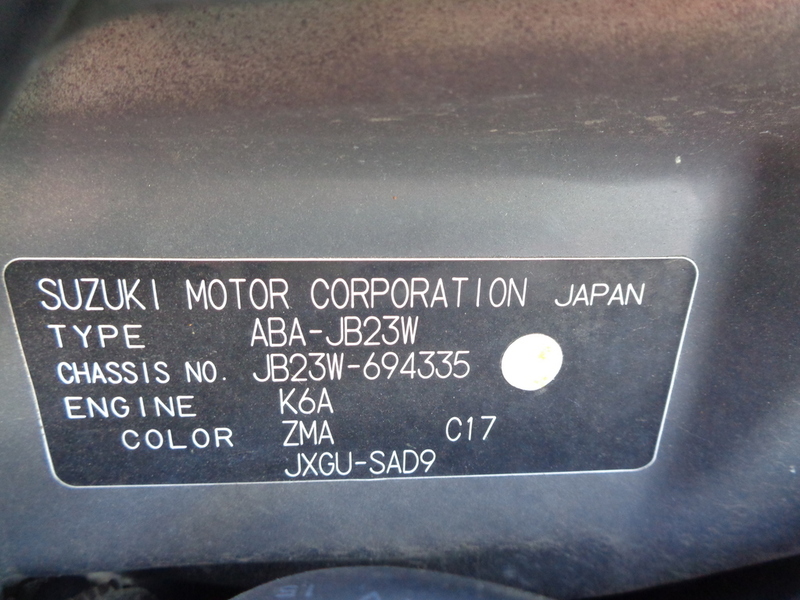 SUZUKI MOTOR CORPORATION JAPAN
TYPE ABA-JB23W
CHASSIS NO. JB23W-694335
ENGINE K6A
COLOR ZMA C17
JXGU-SAD9